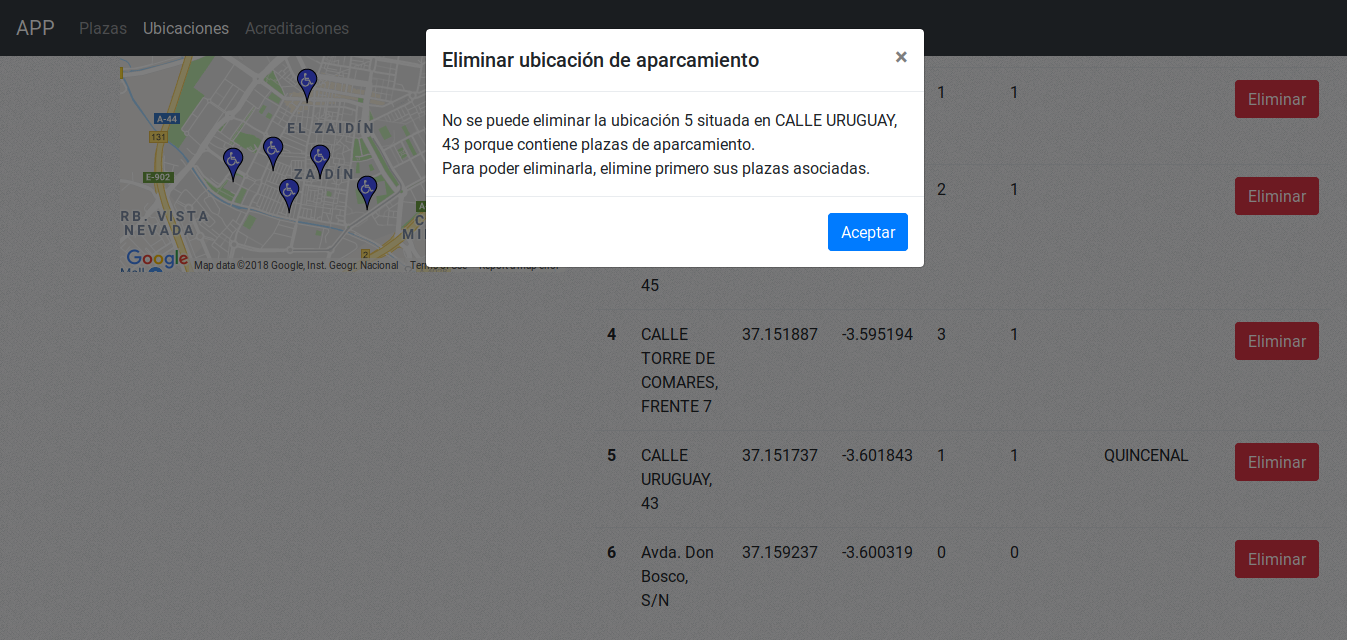 APP Plazas Ubicaciones Acreditaciones
Eliminar ubicación de aparcamiento ×
No se puede eliminar la ubicación 5 situada en CALLE URUGUAY,
43 porque contiene plazas de aparcamiento.
Para poder eliminarla, elimine primero sus plazas asociadas.
Aceptar
A-44
131
E-902
EL ZAIDÍN
ZAIDÍN
RB. VISTA
NEVADA
2
Google
Map data ©2018 Google, Inst. Geogr. Nacional
1 1 Eliminar
2 1 Eliminar
45
4 CALLE 37.151887 -3.595194 3 1 Eliminar
TORRE DE
COMARES,
FRENTE 7
5 CALLE 37.151737 -3.601843 1 1 QUINCENAL Eliminar
URUGUAY,
43
6 Avda. Don 37.159237 -3.600319 0 0 Eliminar
Bosco,
S/N